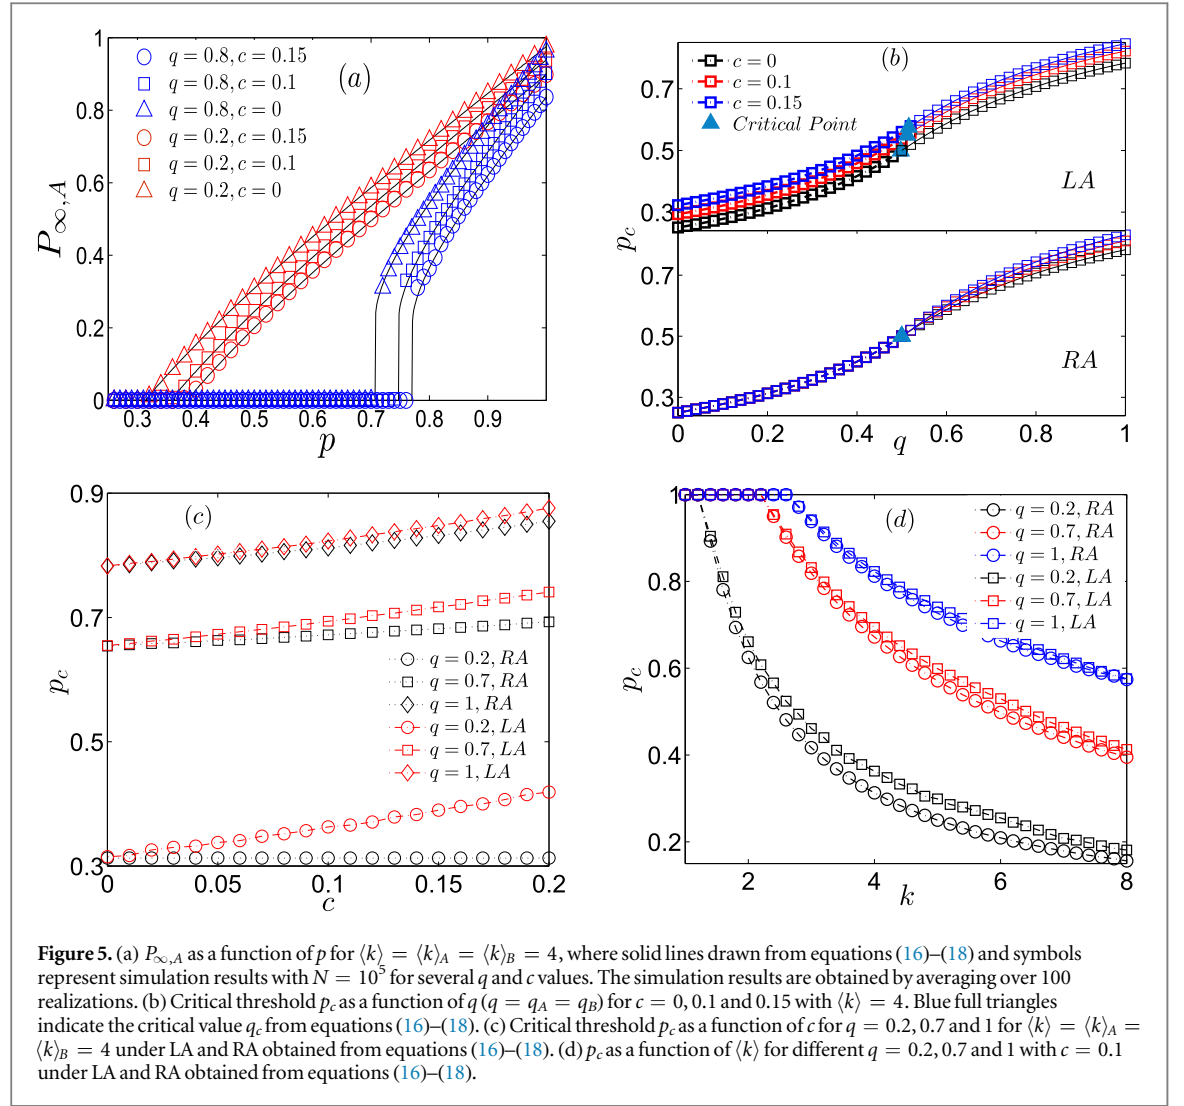 1
0.8
0.6
0.4
0.2
0
P∞,A
q = 0.8, c = 0.15
q = 0.8, c = 0.1
q = 0.8, c = 0
q = 0.2, c = 0.15
q = 0.2, c = 0.1
q = 0.2, c = 0
(a)
0.3 0.4 0.5 0.6 0.7 0.8 0.9
p
(b)
c = 0
c = 0.1
c = 0.15
Critical Point
LA
0.7
0.5
0.3
pc
0.7
0.5
0.3
RA
0 0.2 0.4 0.6 0.8 1
q
0.9
0.7
0.5
0.3
pc
(c)
q = 0.2, RA
q = 0.7, RA
q = 1, RA
q = 0.2, LA
q = 0.7, LA
q = 1, LA
0 0.05 0.1 0.15 0.2
c
1
0.8
0.6
0.4
0.2
pc
(d)
q = 0.2, RA
q = 0.7, RA
q = 1, RA
q = 0.2, LA
q = 0.7, LA
q = 1, LA
2 4 6 8
k
Figure 5. (a) P∞,A as a function of p for ⟨k⟩ = ⟨k⟩A = ⟨k⟩B = 4, where solid lines drawn from equations (16)–(18) and symbols
represent simulation results with N = 10⁵ for several q and c values. The simulation results are obtained by averaging over 100
realizations. (b) Critical threshold pc as a function of q (q = qA = qB) for c = 0, 0.1 and 0.15 with ⟨k⟩ = 4. Blue full triangles
indicate the critical value qc from equations (16)–(18). (c) Critical threshold pc as a function of c for q = 0.2, 0.7 and 1 for ⟨k⟩ = ⟨k⟩A =
⟨k⟩B = 4 under LA and RA obtained from equations (16)–(18). (d) pc as a function of ⟨k⟩ for different q = 0.2, 0.7 and 1 with c = 0.1
under LA and RA obtained from equations (16)–(18).